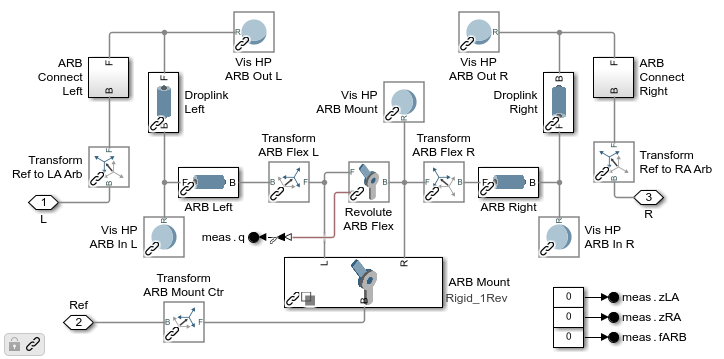 Vis HP
ARB Out L
Vis HP
ARB Out R
ARB
Connect
Left
F
B
Droplink
Left
F
B
R
Vis HP
ARB Mount
R
R
Droplink
Right
B
F
F
B
ARB
Connect
Right
Transform
Ref to LA Arb
F
B
Transform
ARB Flex L
Transform
ARB Flex R
F
B
Transform
Ref to RA Arb
1
L
F
B
ARB Left
B
F
F
B
Revolute
ARB Flex
F
B
F
B
ARB Right
3
R
Vis HP
ARB In L
R
meas.q
R
Vis HP
ARB In R
L
R
B
ARB Mount
Rigid_1Rev
Transform
ARB Mount Ctr
Ref
2
B
F
0
meas.zLA
0
meas.zRA
0
meas.fARB